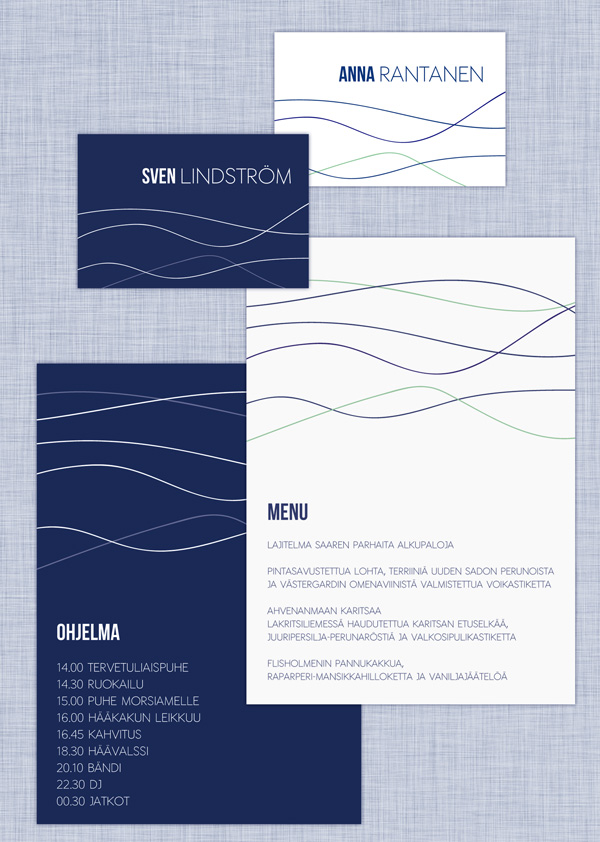 ANNA RANTANEN
SVEN LINDSTRÖM
MENU
LAJITELMA SAAREN PARHAITA ALKUPALOJA
PINTASAVUSTETTUA LOHTA, TERRIINIÄ UUDEN SADON PERUNOISTA
JA VÄSTERGARDIN OMENAVIINISTÄ VALMISTETTUA VOIKASTIKETTA
AHVENANMAAN KARITSAA
LAKRITSILIEMESSÄ HAUDUTETTUA KARITSAN ETUSELKÄÄ,
JUURIPERSILJA-PERUNARÖSTIÄ JA VALKOSIPULIKASTIKETTA
FLISHOLMENIN PANNUKAKKUA,
RAPARPERI-MANSIKKAHILLOKETTA JA VANILJAJÄÄTELÖÄ
OHJELMA
14.00 TERVETULIAISPUHE
14.30 RUOKAILU
15.00 PUHE MORSIAMELLE
16.00 HÄÄKAKUN LEIKKUU
16.45 KAHVITUS
18.30 HÄÄVALSSI
20.10 BÄNDI
22.30 DJ
00.30 JATKOT